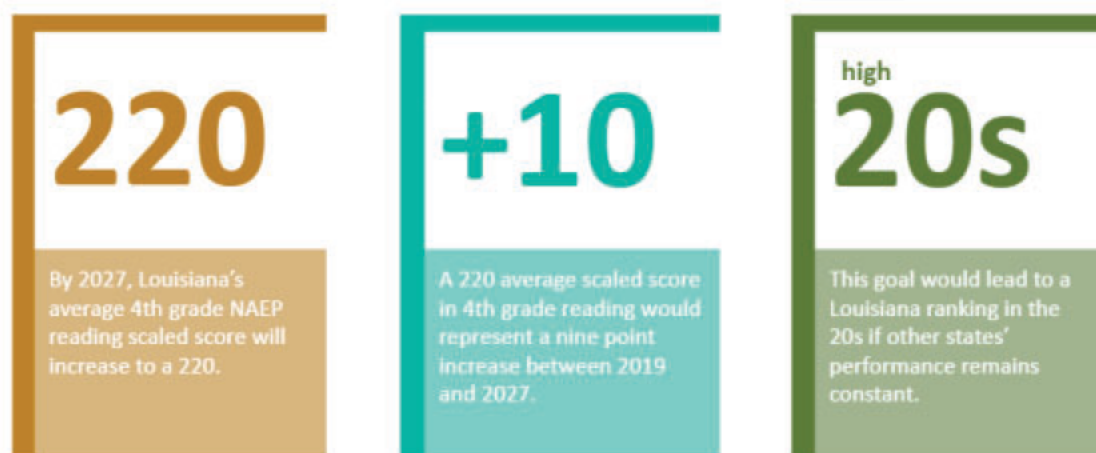 220
By 2027, Louisiana's
average 4th grade NAEP
reading scaled score will
increase to a 220.
+10
A 220 average scaled score
in 4th grade reading would
represent a nine point
increase between 2019
and 2027.
high
20s
This goal would lead to a
Louisiana ranking in the
20s if other states'
performance remains
constant.